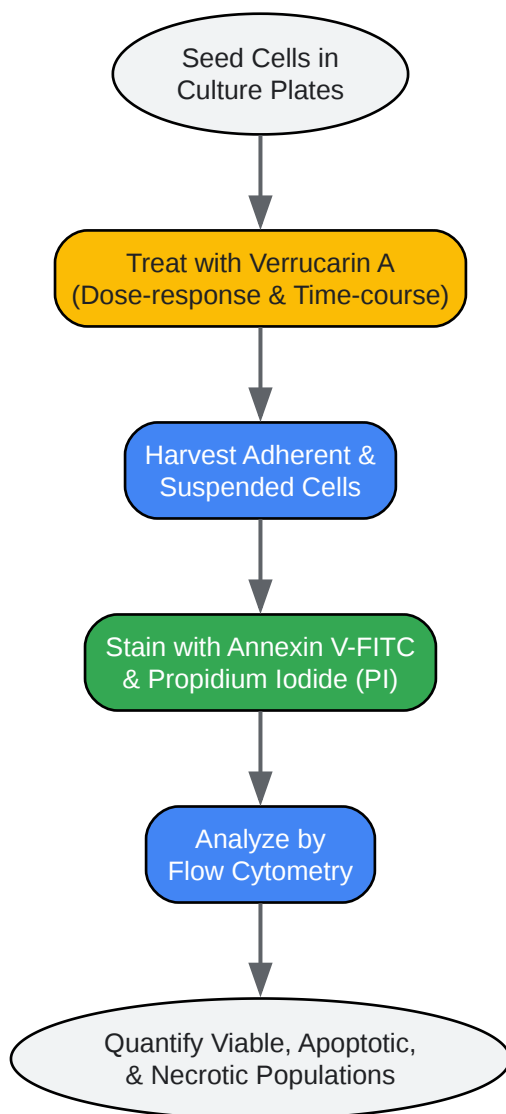 Seed Cells in
Culture Plates
Treat with Verrucarin A
(Dose-response & Time-course)
Harvest Adherent &
Suspended Cells
Stain with Annexin V-FITC
& Propidium Iodide (PI)
Analyze by
Flow Cytometry
Quantify Viable, Apoptotic,
& Necrotic Populations